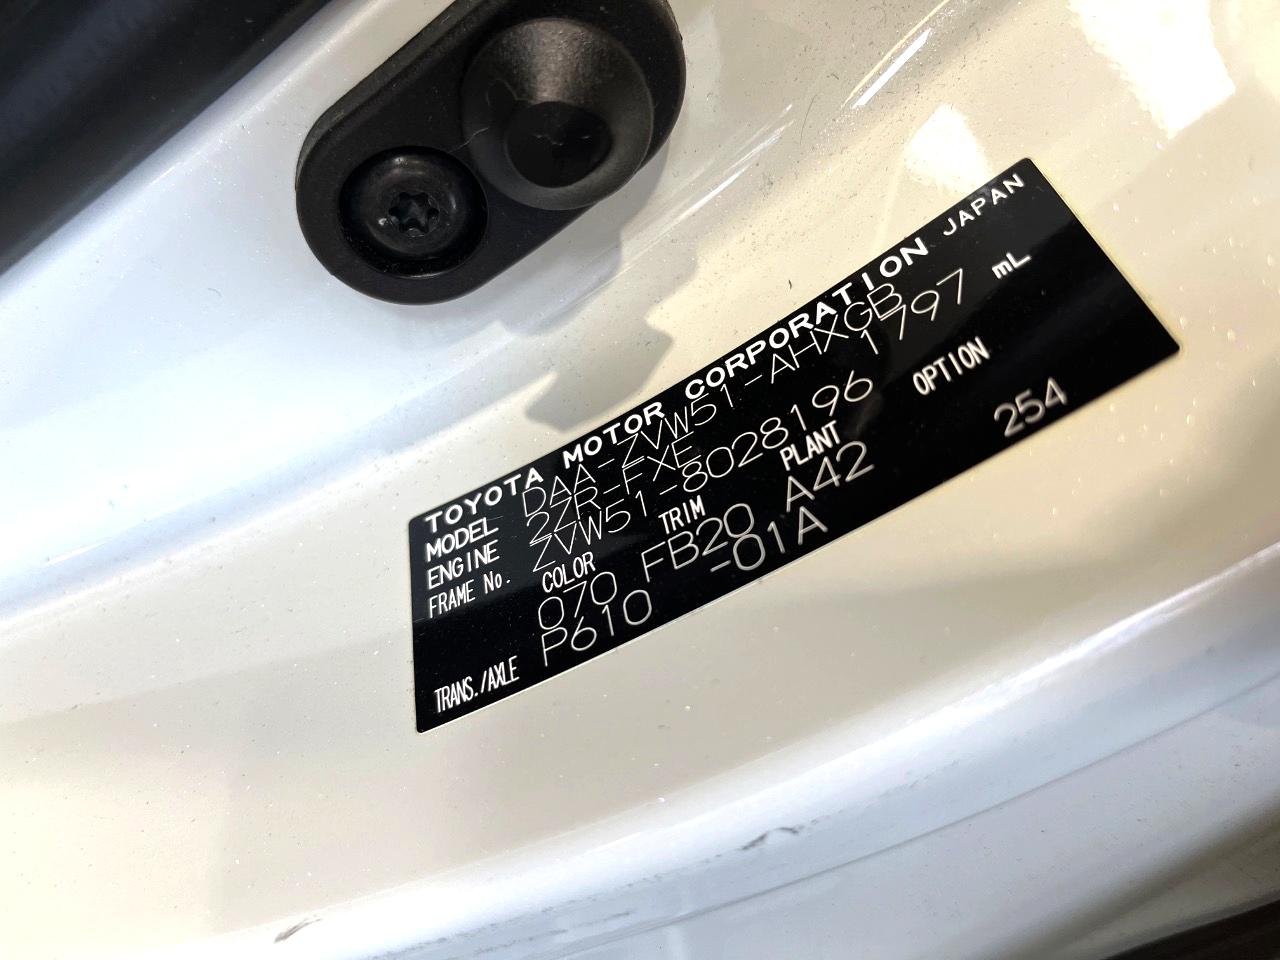 TOYOTA MOTOR CORPORATION JAPAN
MODEL DAA-ZVW51-AHXGB
ENGINE 2ZR-FXE 1797 mL
FRAME No. ZVW51-8028196
COLOR TRIM PLANT OPTION
070 FB20 A42 254
TRANS./AXLE P610 -01A